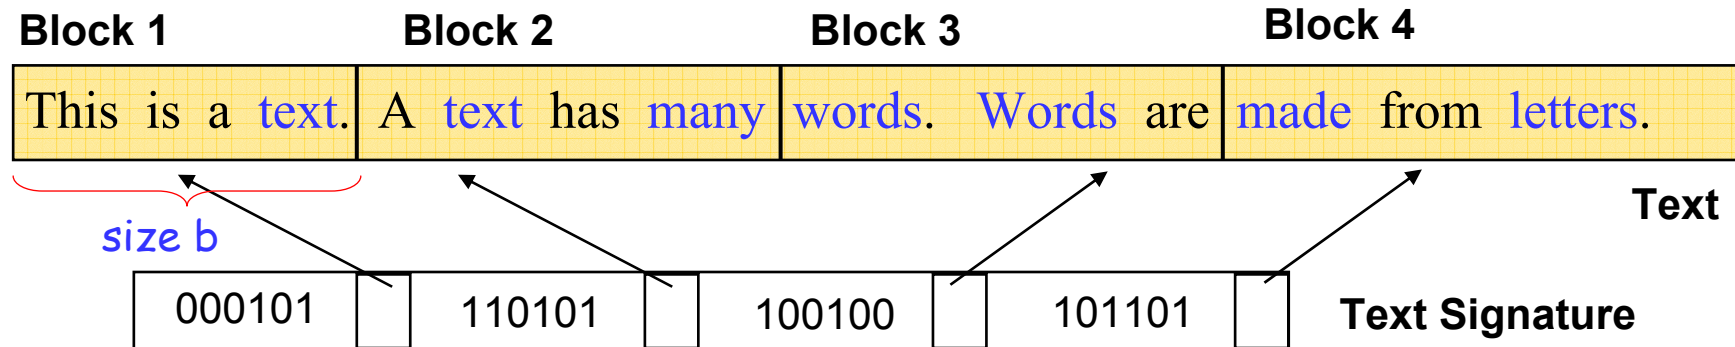 Block 1 Block 2 Block 3 Block 4
This is a text. A text has many words. Words are made from letters.
Text
size b
000101 110101 100100 101101 Text Signature